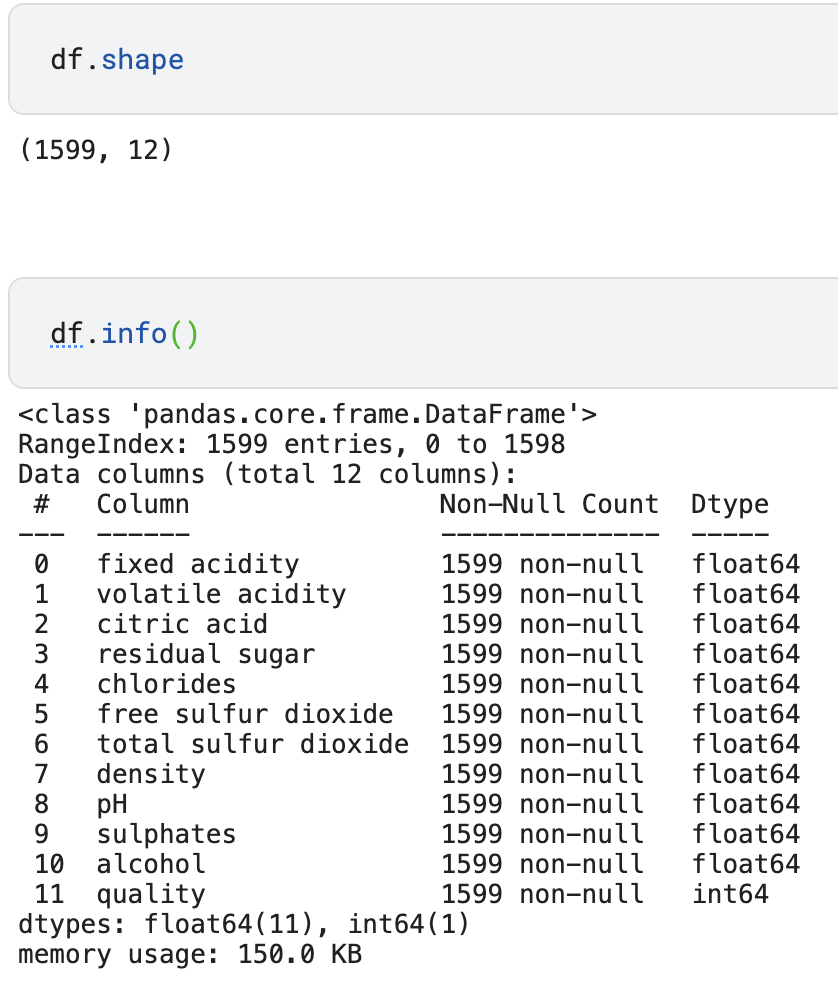 df.shape
(1599, 12)
df.info()
<class 'pandas.core.frame.DataFrame'>
RangeIndex: 1599 entries, 0 to 1598
Data columns (total 12 columns):
 #   Column                Non-Null Count  Dtype
---  ------                --------------  -----
 0   fixed acidity         1599 non-null   float64
 1   volatile acidity      1599 non-null   float64
 2   citric acid           1599 non-null   float64
 3   residual sugar        1599 non-null   float64
 4   chlorides             1599 non-null   float64
 5   free sulfur dioxide   1599 non-null   float64
 6   total sulfur dioxide  1599 non-null   float64
 7   density               1599 non-null   float64
 8   pH                    1599 non-null   float64
 9   sulphates             1599 non-null   float64
 10  alcohol               1599 non-null   float64
 11  quality               1599 non-null   int64
dtypes: float64(11), int64(1)
memory usage: 150.0 KB